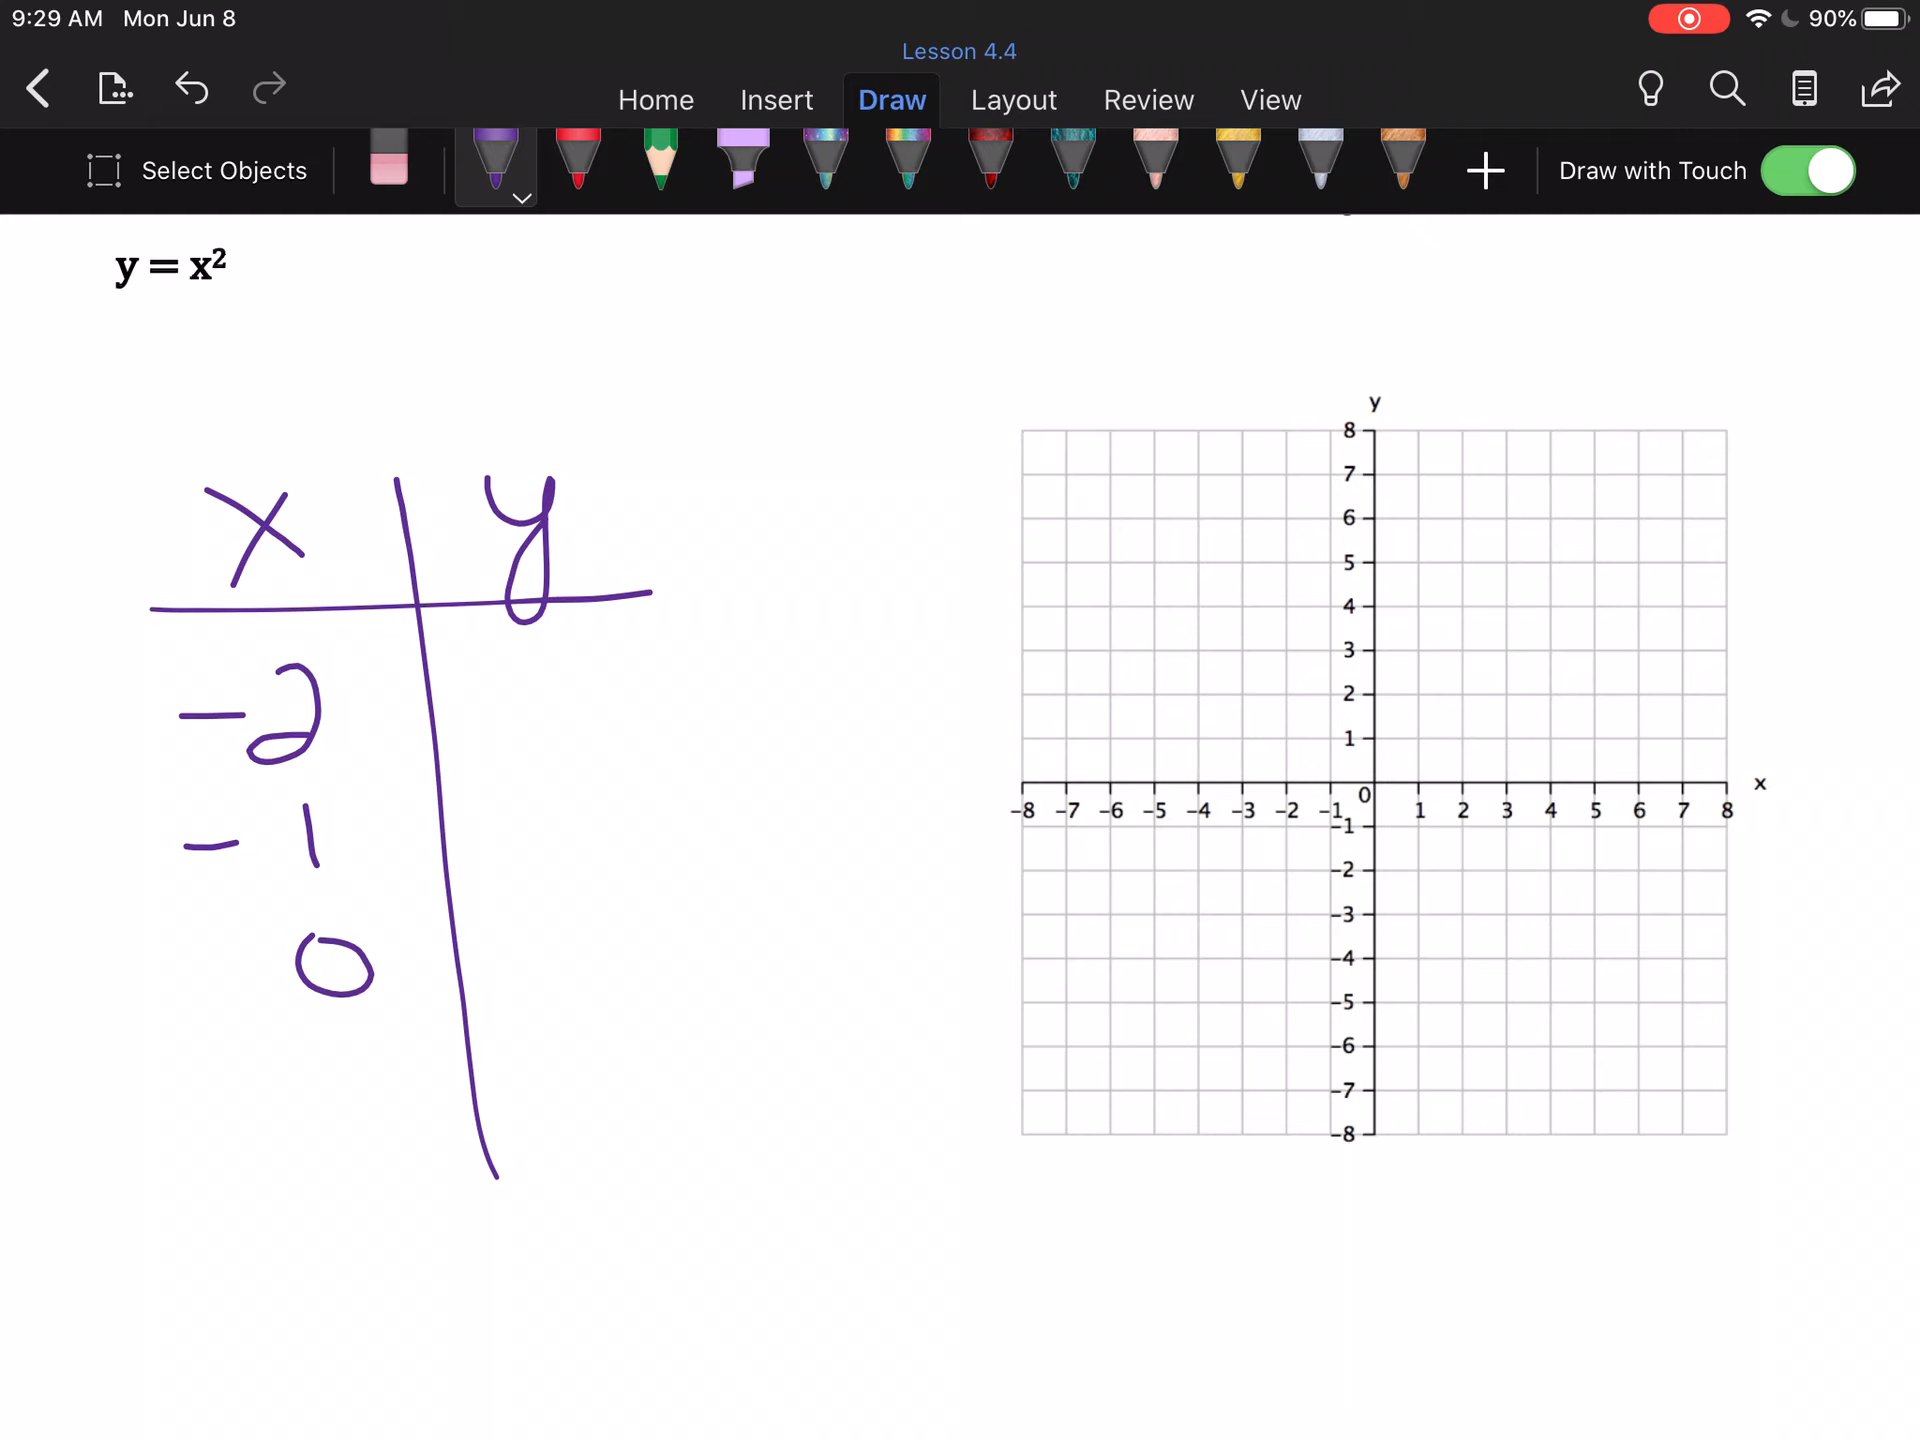 9:29 AM Mon Jun 8 90%
Lesson 4.4
Home Insert Draw Layout Review View
Select Objects Draw with Touch
y = x²
y
8
7
6
5
4
3
2
1
x
-8 -7 -6 -5 -4 -3 -2 -1 0 1 2 3 4 5 6 7 8
-1
-2
-3
-4
-5
-6
-7
-8
x y
-2
-1
0